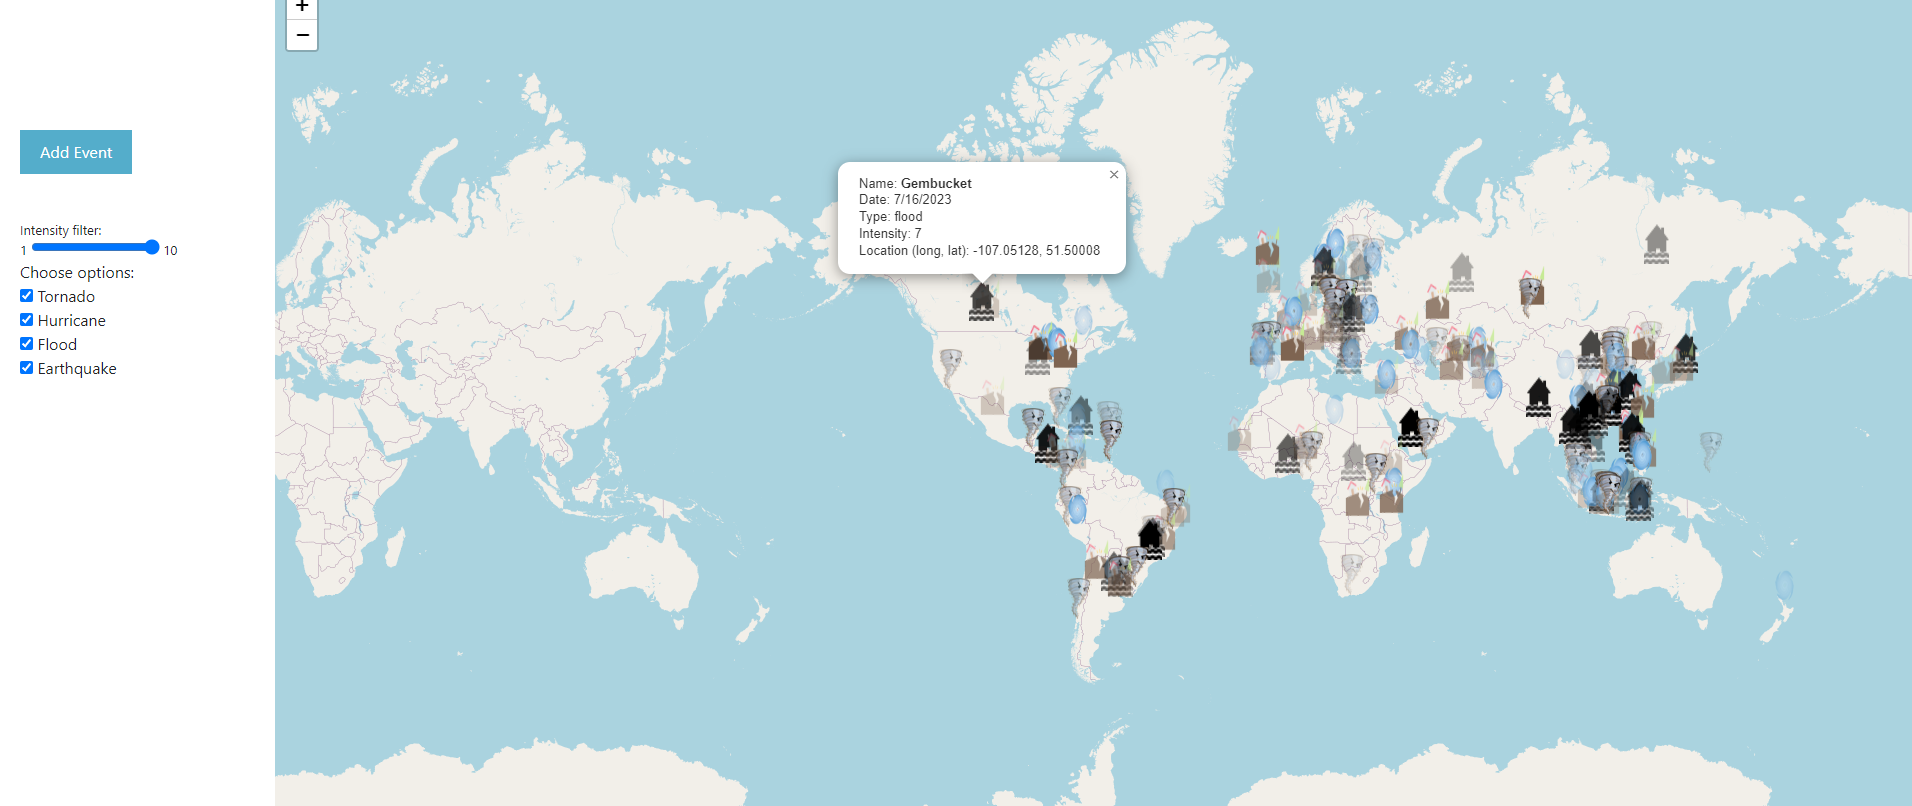 +
−
Add Event
Intensity filter:
1 10
Choose options:
Tornado
Hurricane
Flood
Earthquake
×
Name: Gembucket
Date: 7/16/2023
Type: flood
Intensity: 7
Location (long, lat): -107.05128, 51.50008